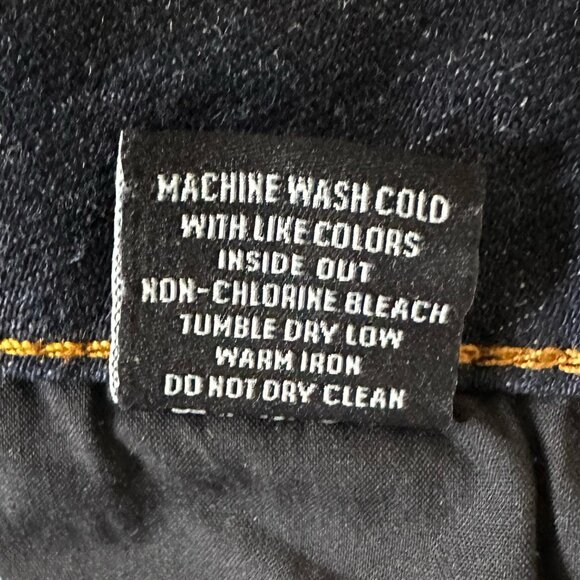 MACHINE WASH COLD
WITH LIKE COLORS
INSIDE OUT
NON-CHLORINE BLEACH
TUMBLE DRY LOW
WARM IRON
DO NOT DRY CLEAN